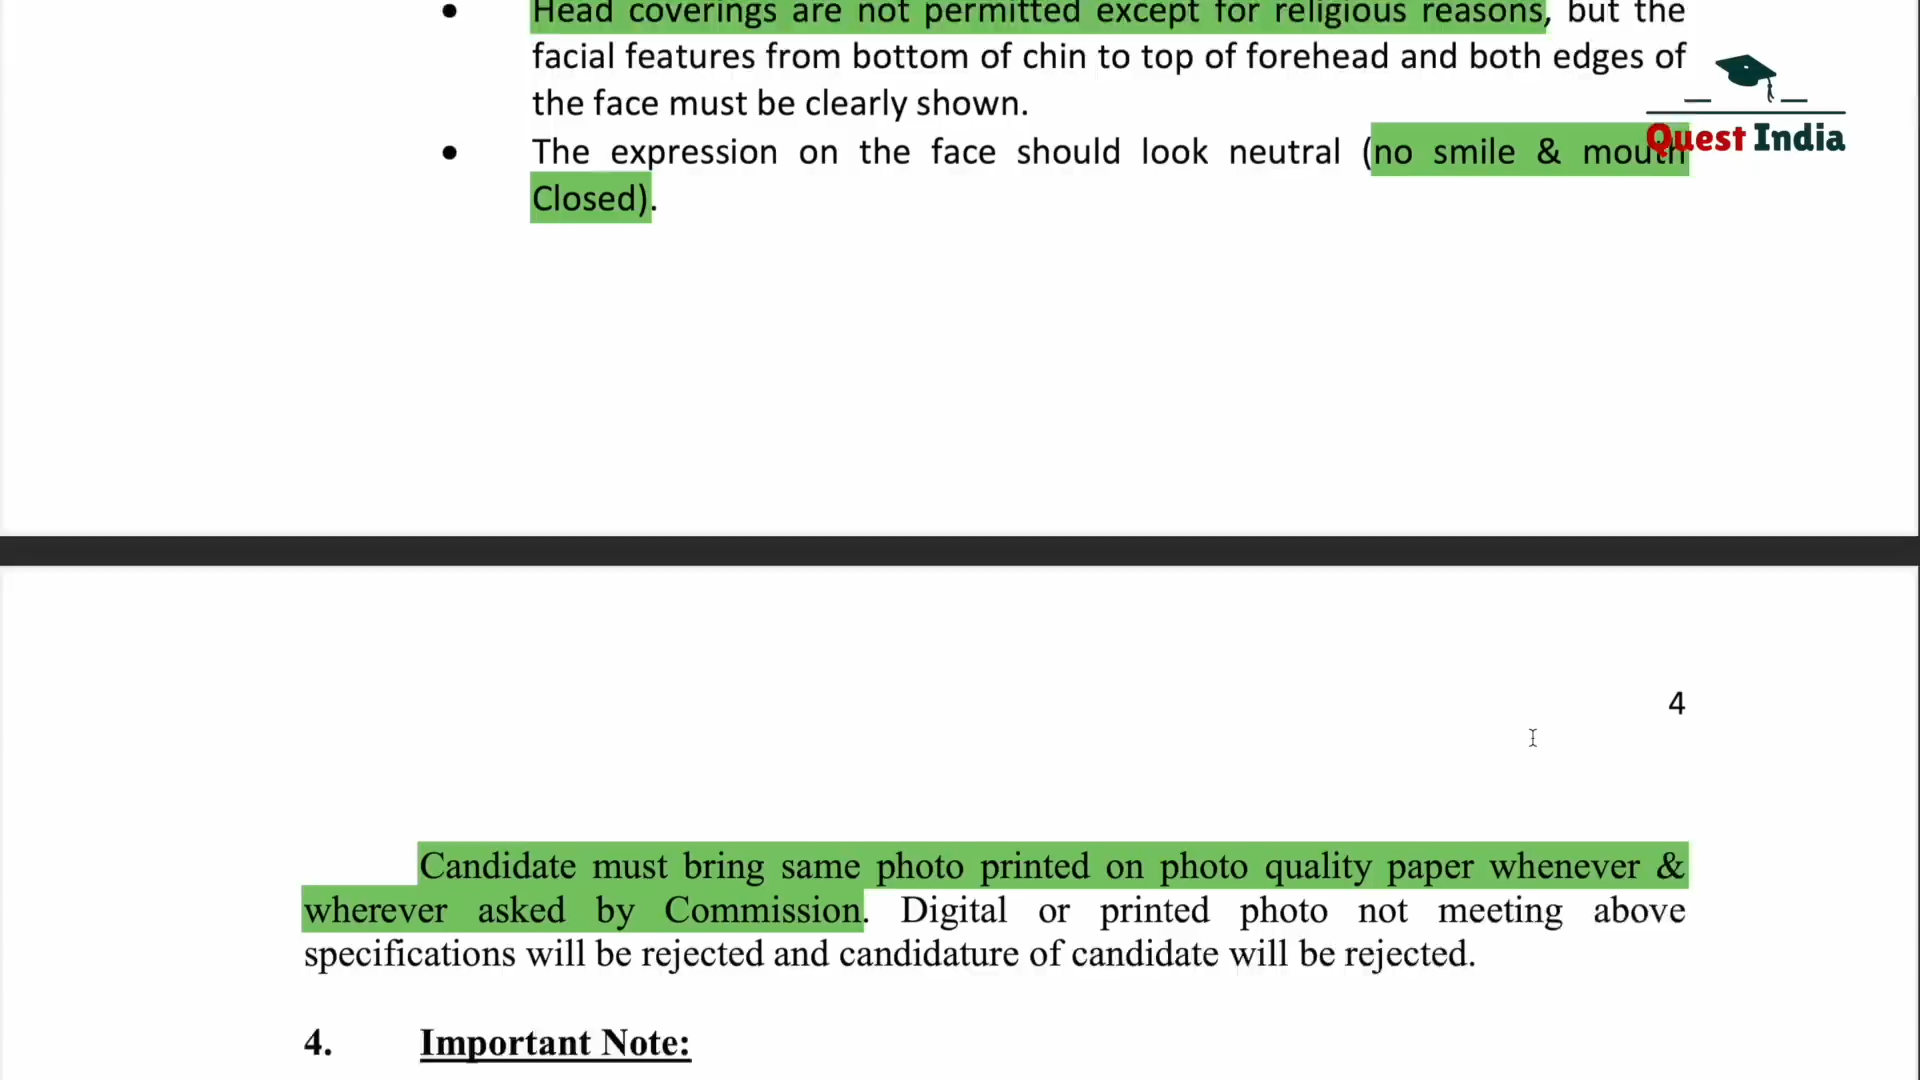 • Head coverings are not permitted except for religious reasons, but the
facial features from bottom of chin to top of forehead and both edges of
the face must be clearly shown.
• The expression on the face should look neutral (no smile & mouth
Closed).
Quest India
4
Candidate must bring same photo printed on photo quality paper whenever &
wherever asked by Commission. Digital or printed photo not meeting above
specifications will be rejected and candidature of candidate will be rejected.
4. Important Note: